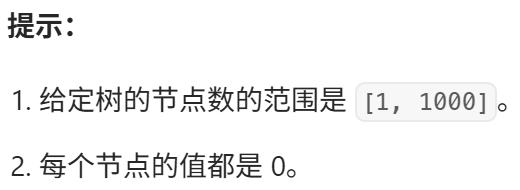 提示：
1. 给定树的节点数的范围是 [1, 1000]。
2. 每个节点的值都是 0。